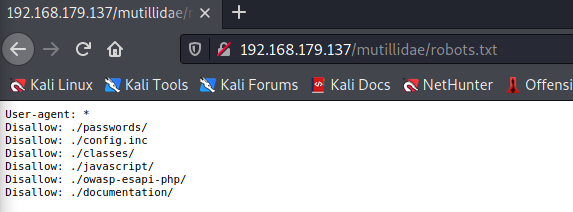 192.168.179.137/mutillidae/r
192.168.179.137/mutillidae/robots.txt
Kali Linux Kali Tools Kali Forums Kali Docs NetHunter Offensi
User-agent: *
Disallow: ./passwords/
Disallow: ./config.inc
Disallow: ./classes/
Disallow: ./javascript/
Disallow: ./owasp-esapi-php/
Disallow: ./documentation/